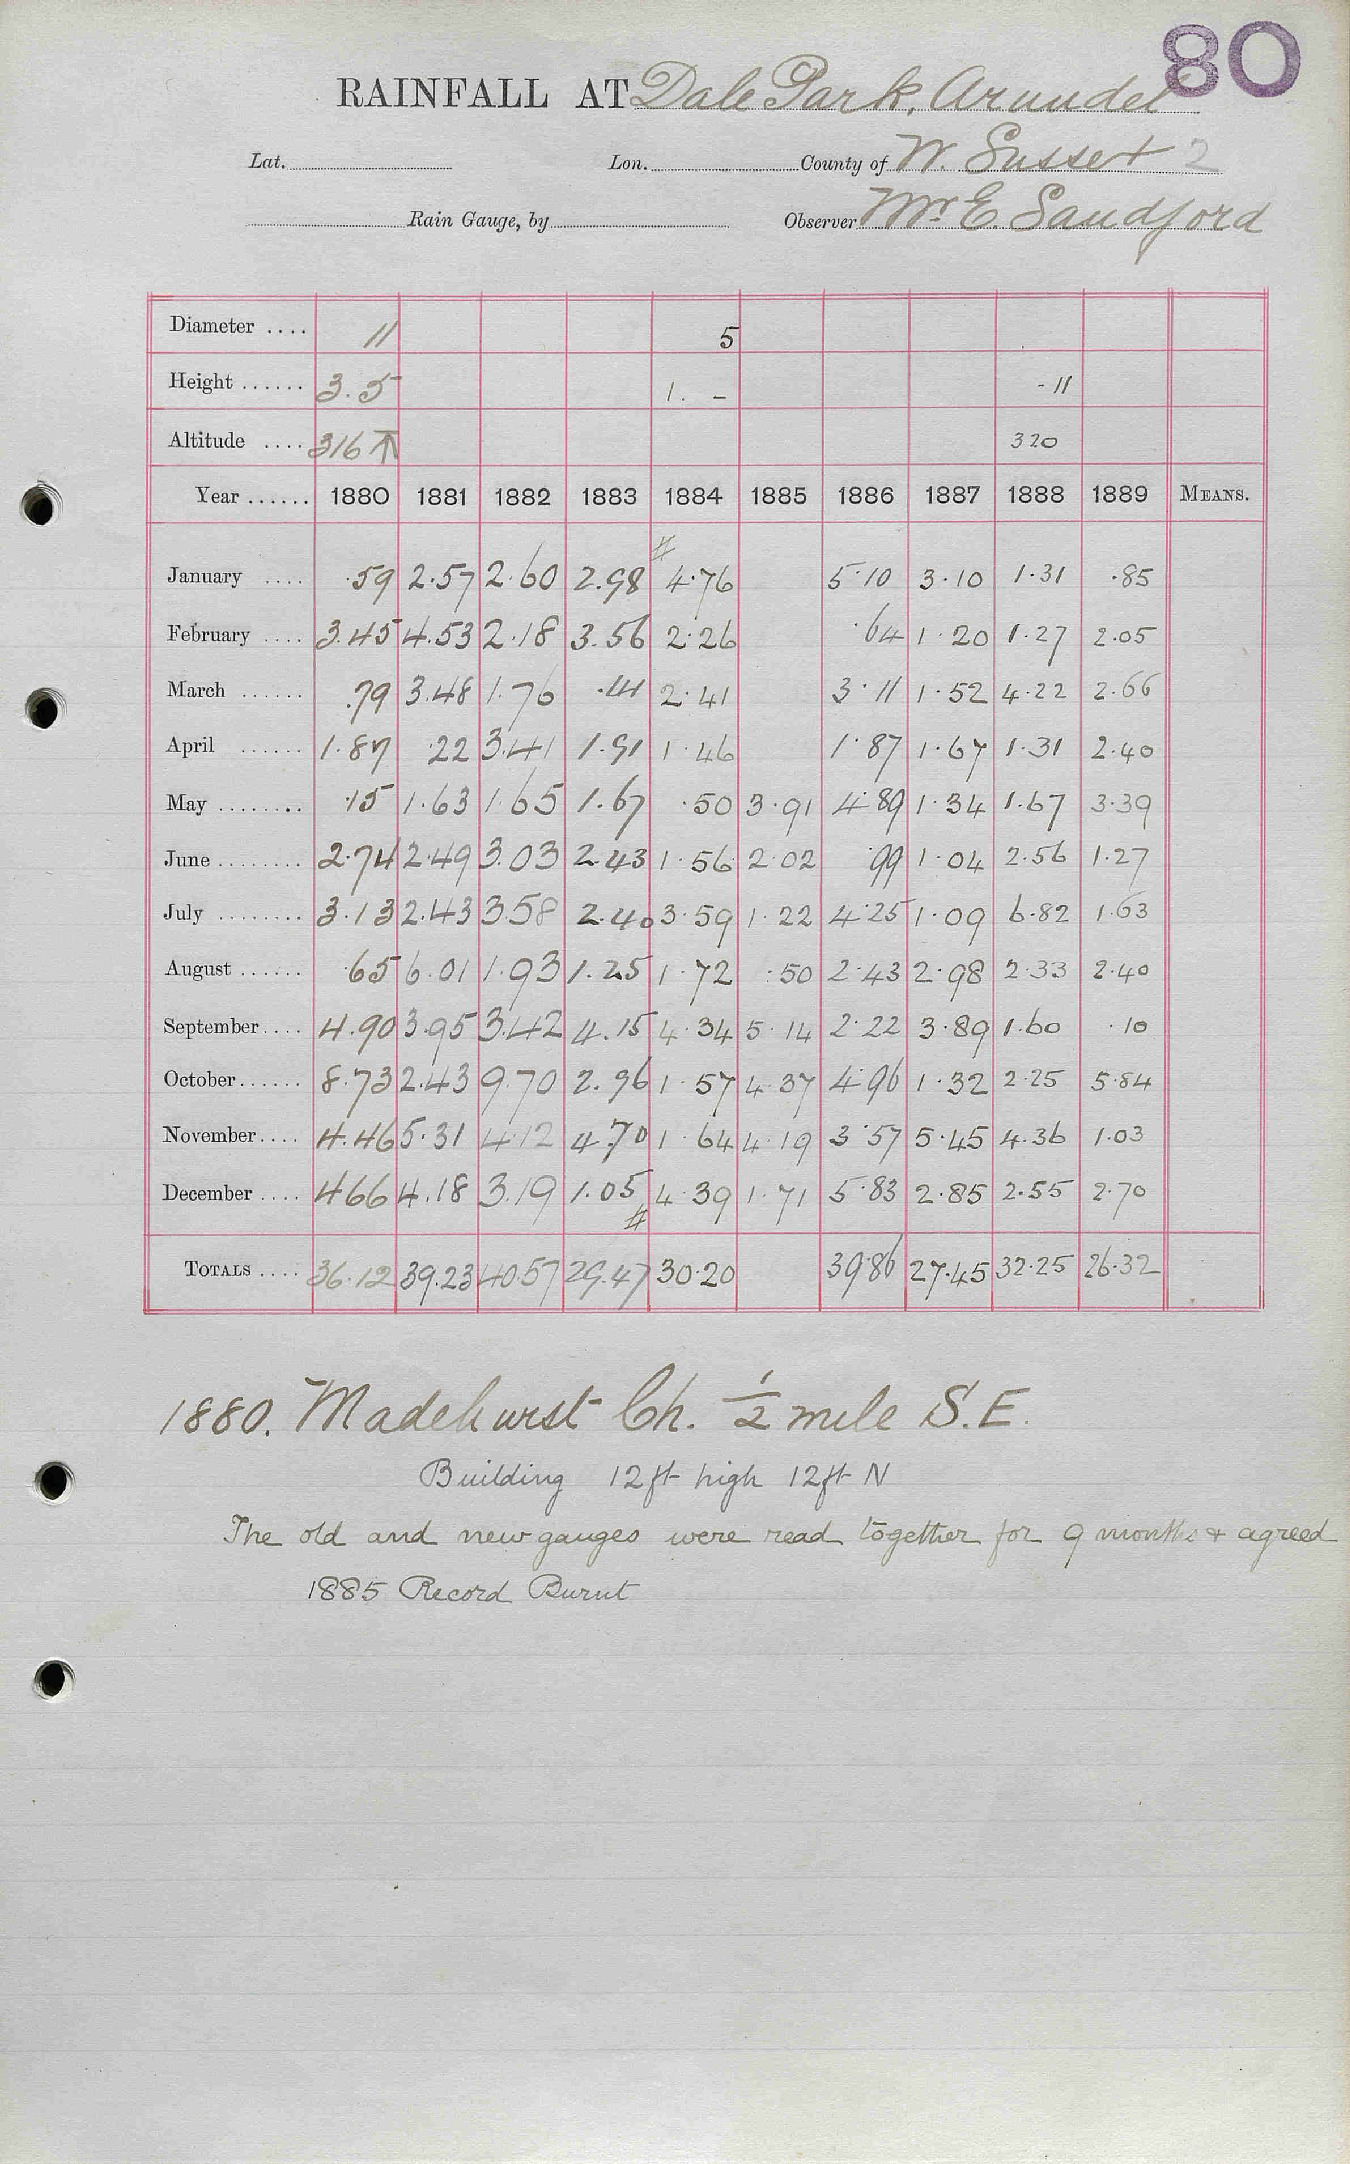 80
RAINFALL AT Dale Park, Arundel
Lat. Lon. County of W. Sussex 2
Rain Gauge, by Observer Mr E. Sandford
Diameter .... 11 5
Height ...... 3.5 1. - - 11
Altitude .... 316 ↑ 320
Year ...... 1880 1881 1882 1883 1884 1885 1886 1887 1888 1889 MEANS.
#
January .... .59 2.57 2.60 2.98 4.76 5.10 3.10 1.31 .85
February .... 3.45 4.53 2.18 3.56 2.26 .64 1.20 1.27 2.05
March ...... .79 3.48 1.76 .41 2.41 3.11 1.52 4.22 2.66
April ...... 1.87 .22 3.41 1.91 1.46 1.87 1.67 1.31 2.40
May ........ .15 1.63 1.65 1.67 .50 3.91 4.89 1.34 1.67 3.39
June ........ 2.74 2.49 3.03 2.43 1.56 2.02 .99 1.04 2.56 1.27
July ........ 3.13 2.43 3.58 2.40 3.59 1.22 4.25 1.09 6.82 1.63
August ...... .65 6.01 1.93 1.25 1.72 .50 2.43 2.98 2.33 2.40
September .... 4.90 3.95 3.42 4.15 4.34 5.14 2.22 3.89 1.60 .10
October ...... 8.73 2.43 9.70 2.96 1.57 4.37 4.96 1.32 2.25 5.84
November .... 4.46 5.31 4.12 4.70 1.64 4.19 3.57 5.45 4.36 1.03
December .... 4.66 4.18 3.19 1.05 4.39 1.71 5.83 2.85 2.55 2.70
#
TOTALS .... 36.12 39.23 40.57 29.47 30.20 39.86 27.45 32.25 26.32
1880. Madehurst Ch. ½ mile S.E.
Building 12ft high 12ft N
The old and new gauges were read together for 9 months & agreed
1885 Record Burnt